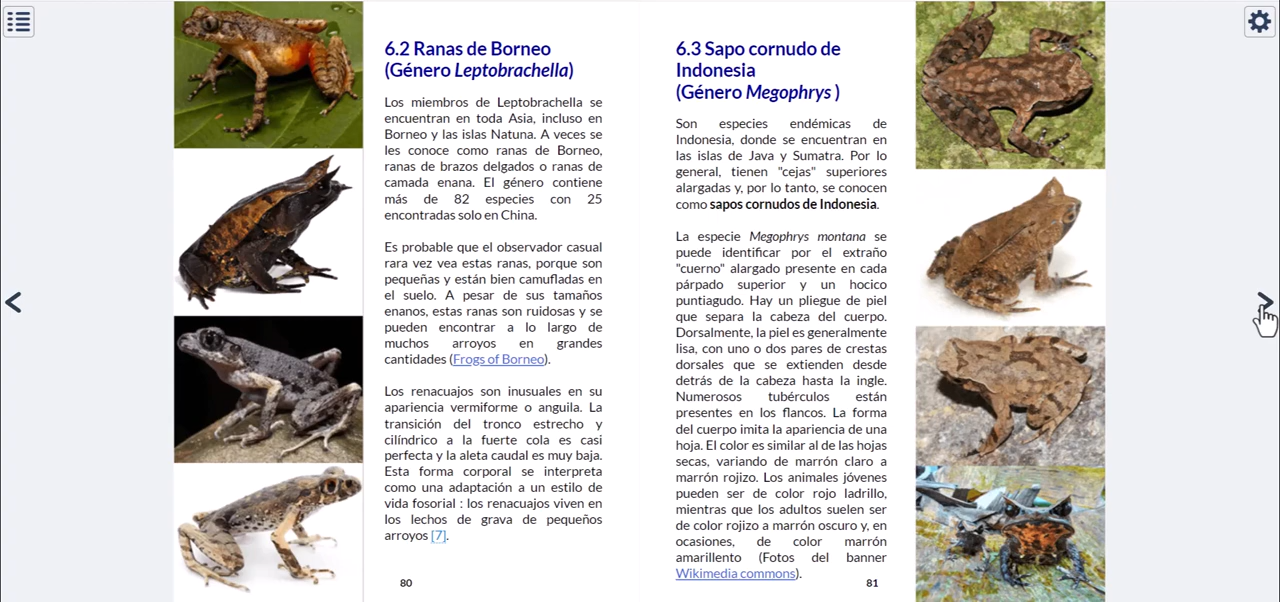 6.2 Ranas de Borneo
(Género Leptobrachella)
Los miembros de Leptobrachella se
encuentran en toda Asia, incluso en
Borneo y las islas Natuna. A veces se
les conoce como ranas de Borneo,
ranas de brazos delgados o ranas de
camada enana. El género contiene
más de 82 especies con 25
encontradas solo en China.
Es probable que el observador casual
rara vez vea estas ranas, porque son
pequeñas y están bien camufladas en
el suelo. A pesar de sus tamaños
enanos, estas ranas son ruidosas y se
pueden encontrar a lo largo de
muchos arroyos en grandes
cantidades (Frogs of Borneo).
Los renacuajos son inusuales en su
apariencia vermiforme o anguila. La
transición del tronco estrecho y
cilíndrico a la fuerte cola es casi
perfecta y la aleta caudal es muy baja.
Esta forma corporal se interpreta
como una adaptación a un estilo de
vida fosorial : los renacuajos viven en
los lechos de grava de pequeños
arroyos [7].
80
6.3 Sapo cornudo de
Indonesia
(Género Megophrys )
Son especies endémicas de
Indonesia, donde se encuentran en
las islas de Java y Sumatra. Por lo
general, tienen "cejas" superiores
alargadas y, por lo tanto, se conocen
como sapos cornudos de Indonesia.
La especie Megophrys montana se
puede identificar por el extraño
"cuerno" alargado presente en cada
párpado superior y un hocico
puntiagudo. Hay un pliegue de piel
que separa la cabeza del cuerpo.
Dorsalmente, la piel es generalmente
lisa, con uno o dos pares de crestas
dorsales que se extienden desde
detrás de la cabeza hasta la ingle.
Numerosos tubérculos están
presentes en los flancos. La forma
del cuerpo imita la apariencia de una
hoja. El color es similar al de las hojas
secas, variando de marrón claro a
marrón rojizo. Los animales jóvenes
pueden ser de color rojo ladrillo,
mientras que los adultos suelen ser
de color rojizo a marrón oscuro y, en
ocasiones, de color marrón
amarillento (Fotos del banner
Wikimedia commons).
81